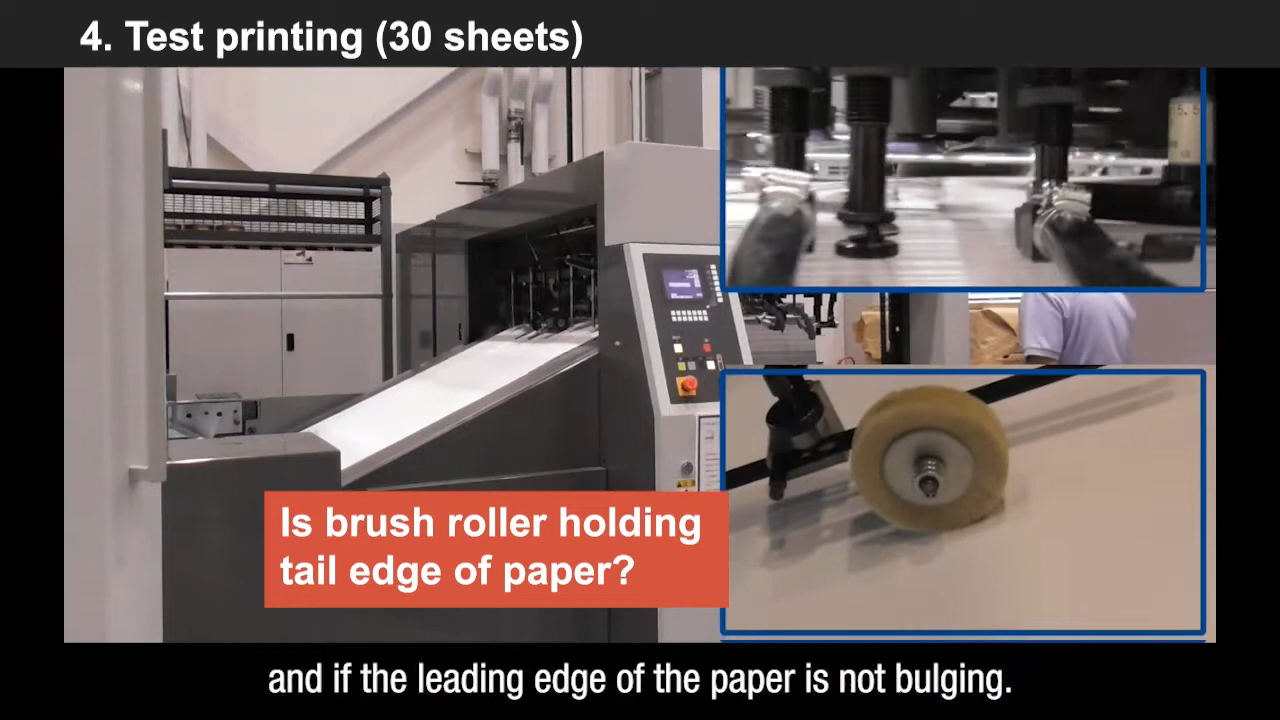 4. Test printing (30 sheets)
Is brush roller holding
tail edge of paper?
and if the leading edge of the paper is not bulging.